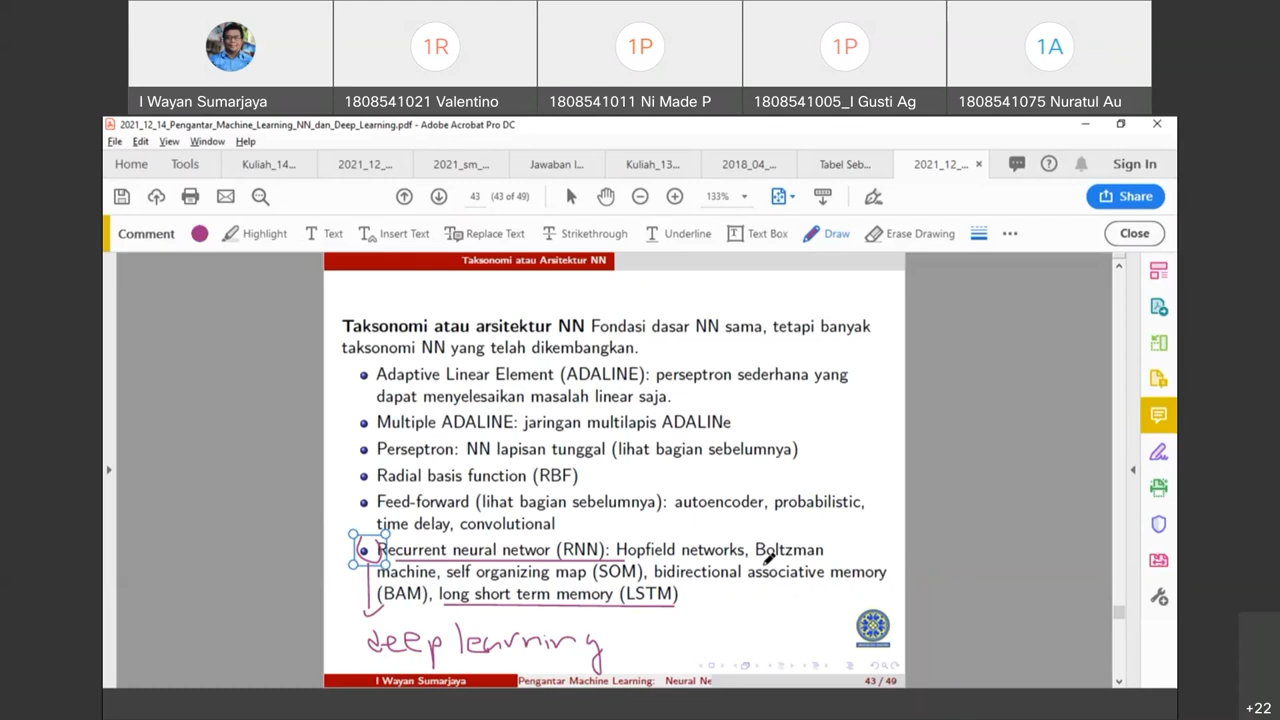 1R
1P
1P
1A
I Wayan Sumarjaya
1808541021 Valentino
1808541011 Ni Made P
1808541005_I Gusti Ag
1808541075 Nuratul Au
2021_12_14_Pengantar_Machine_Learning_NN_dan_Deep_Learning.pdf - Adobe Acrobat Pro DC
File Edit View Window Help
Home Tools Kuliah_14... 2021_12_... 2021_sm_... Jawaban I... Kuliah_13... 2018_04_... Tabel Seb... 2021_12_... × Sign In
43 (43 of 49) 133% Share
Comment Highlight Text Insert Text Replace Text Strikethrough Underline Text Box Draw Erase Drawing Close
Taksonomi atau Arsitektur NN
Taksonomi atau arsitektur NN Fondasi dasar NN sama, tetapi banyak
taksonomi NN yang telah dikembangkan.
Adaptive Linear Element (ADALINE): perseptron sederhana yang
dapat menyelesaikan masalah linear saja.
Multiple ADALINE: jaringan multilapis ADALINe
Perseptron: NN lapisan tunggal (lihat bagian sebelumnya)
Radial basis function (RBF)
Feed-forward (lihat bagian sebelumnya): autoencoder, probabilistic,
time delay, convolutional
Recurrent neural networ (RNN): Hopfield networks, Boltzman
machine, self organizing map (SOM), bidirectional associative memory
(BAM), long short term memory (LSTM)
deep learning
I Wayan Sumarjaya Pengantar Machine Learning: Neural Ne 43 / 49
+22